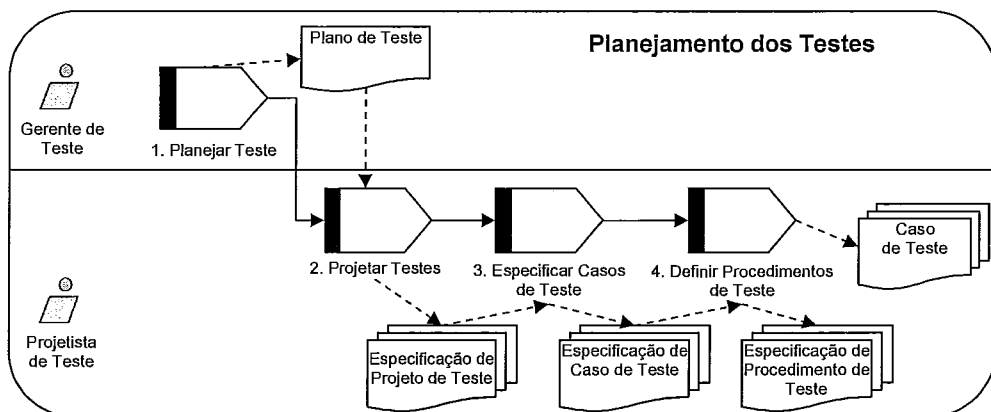 Plano de Teste
Planejamento dos Testes
Gerente de
Teste
1. Planejar Teste
2. Projetar Testes
3. Especificar Casos
de Teste
4. Definir Procedimentos
de Teste
Caso
de Teste
Projetista
de Teste
Especificação de
Projeto de Teste
Especificação de
Caso de Teste
Especificação de
Procedimento de
Teste